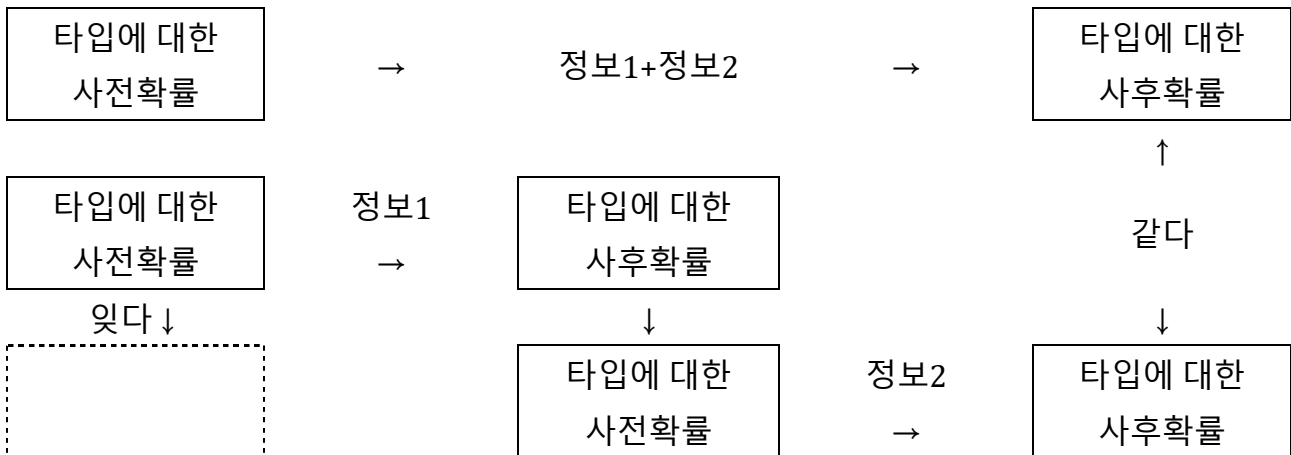 타입에 대한
사전확률
→
정보1+정보2
→
타입에 대한
사후확률
↑
타입에 대한
사전확률
정보1
→
타입에 대한
사후확률
같다
잊다 ↓
↓
↓
타입에 대한
사전확률
정보2
→
타입에 대한
사후확률